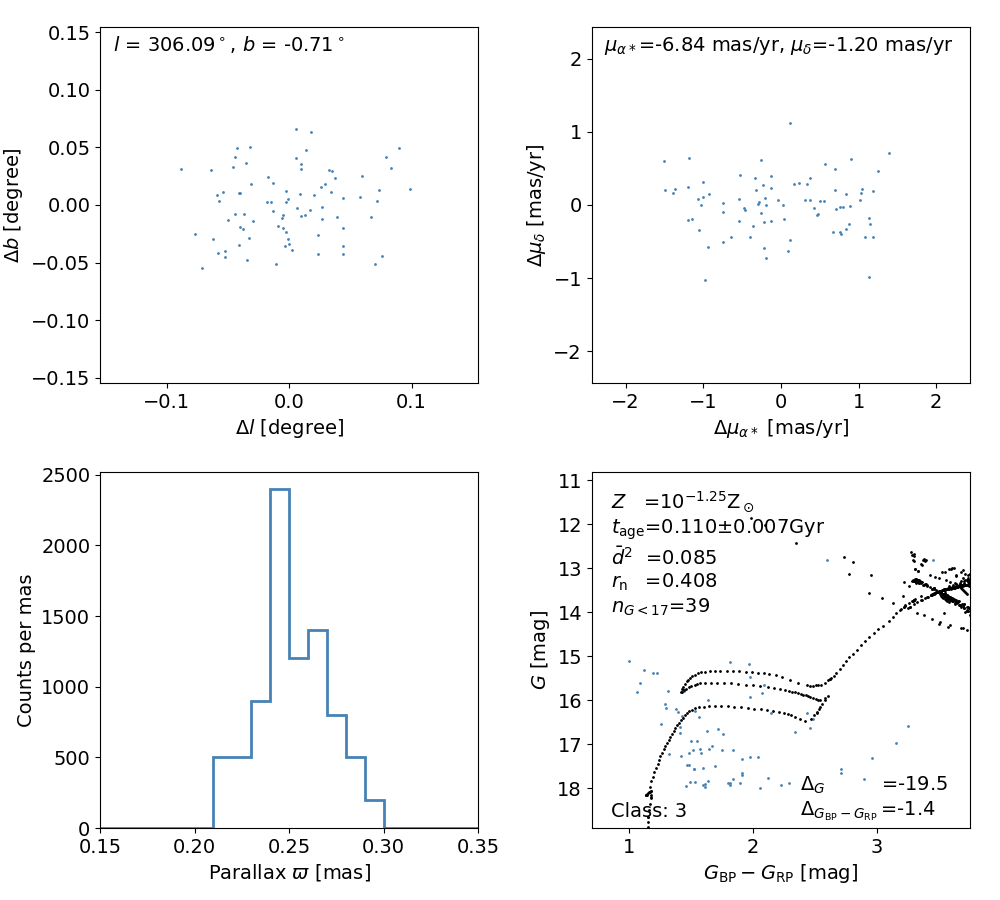 l = 306.09°, b = -0.71°
0.15
0.10
0.05
0.00
−0.05
−0.10
−0.15
−0.1 0.0 0.1
Δl [degree]
Δb [degree]
μα∗=-6.84 mas/yr, μδ=-1.20 mas/yr
2
1
0
−1
−2
−2 −1 0 1 2
Δμα∗ [mas/yr]
Δμδ [mas/yr]
2500
2000
1500
1000
500
0
0.15 0.20 0.25 0.30 0.35
Parallax ϖ [mas]
Counts per mas
11
12
13
14
15
16
17
18
Z =10^−1.25 Z⊙
t_age=0.110±0.007Gyr
d̄² =0.085
r_n =0.408
n_G<17=39
Δ_G =-19.5
Δ_GBP−GRP =-1.4
Class: 3
1 2 3
G_BP − G_RP [mag]
G [mag]